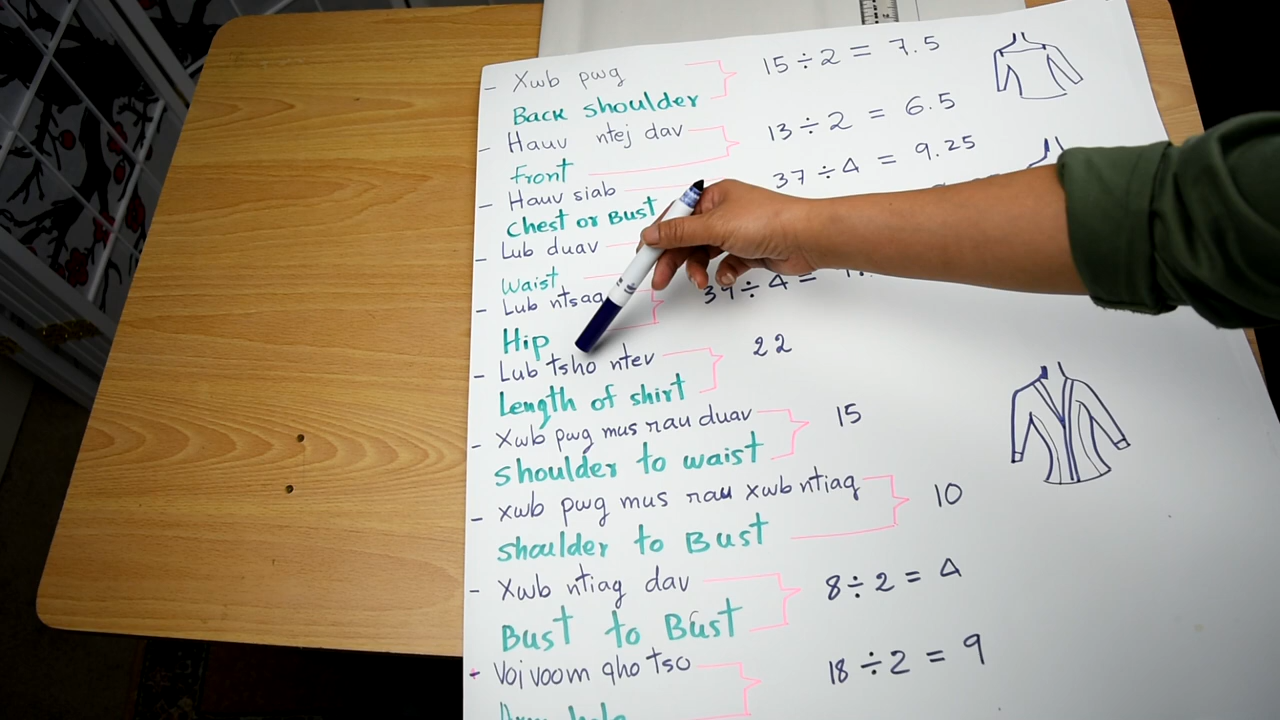 - Xwb pwg 15 ÷ 2 = 7.5
Back shoulder
- Hauv ntej dav 13 ÷ 2 = 6.5
Front
- Hauv siab 37 ÷ 4 = 9.25
Chest or Bust
- Lub duav
Waist
- Lub ntsag ÷ 4 =
Hip
- Lub tsho ntev 22
Length of shirt
- Xwb pwg mus rau duav 15
Shoulder to waist
- xwb pwg mus rau xwb ntiag 10
Shoulder to Bust
- Xwb ntiag dav 8 ÷ 2 = 4
Bust to Bust
+ Voj voom qho tso 18 ÷ 2 = 9